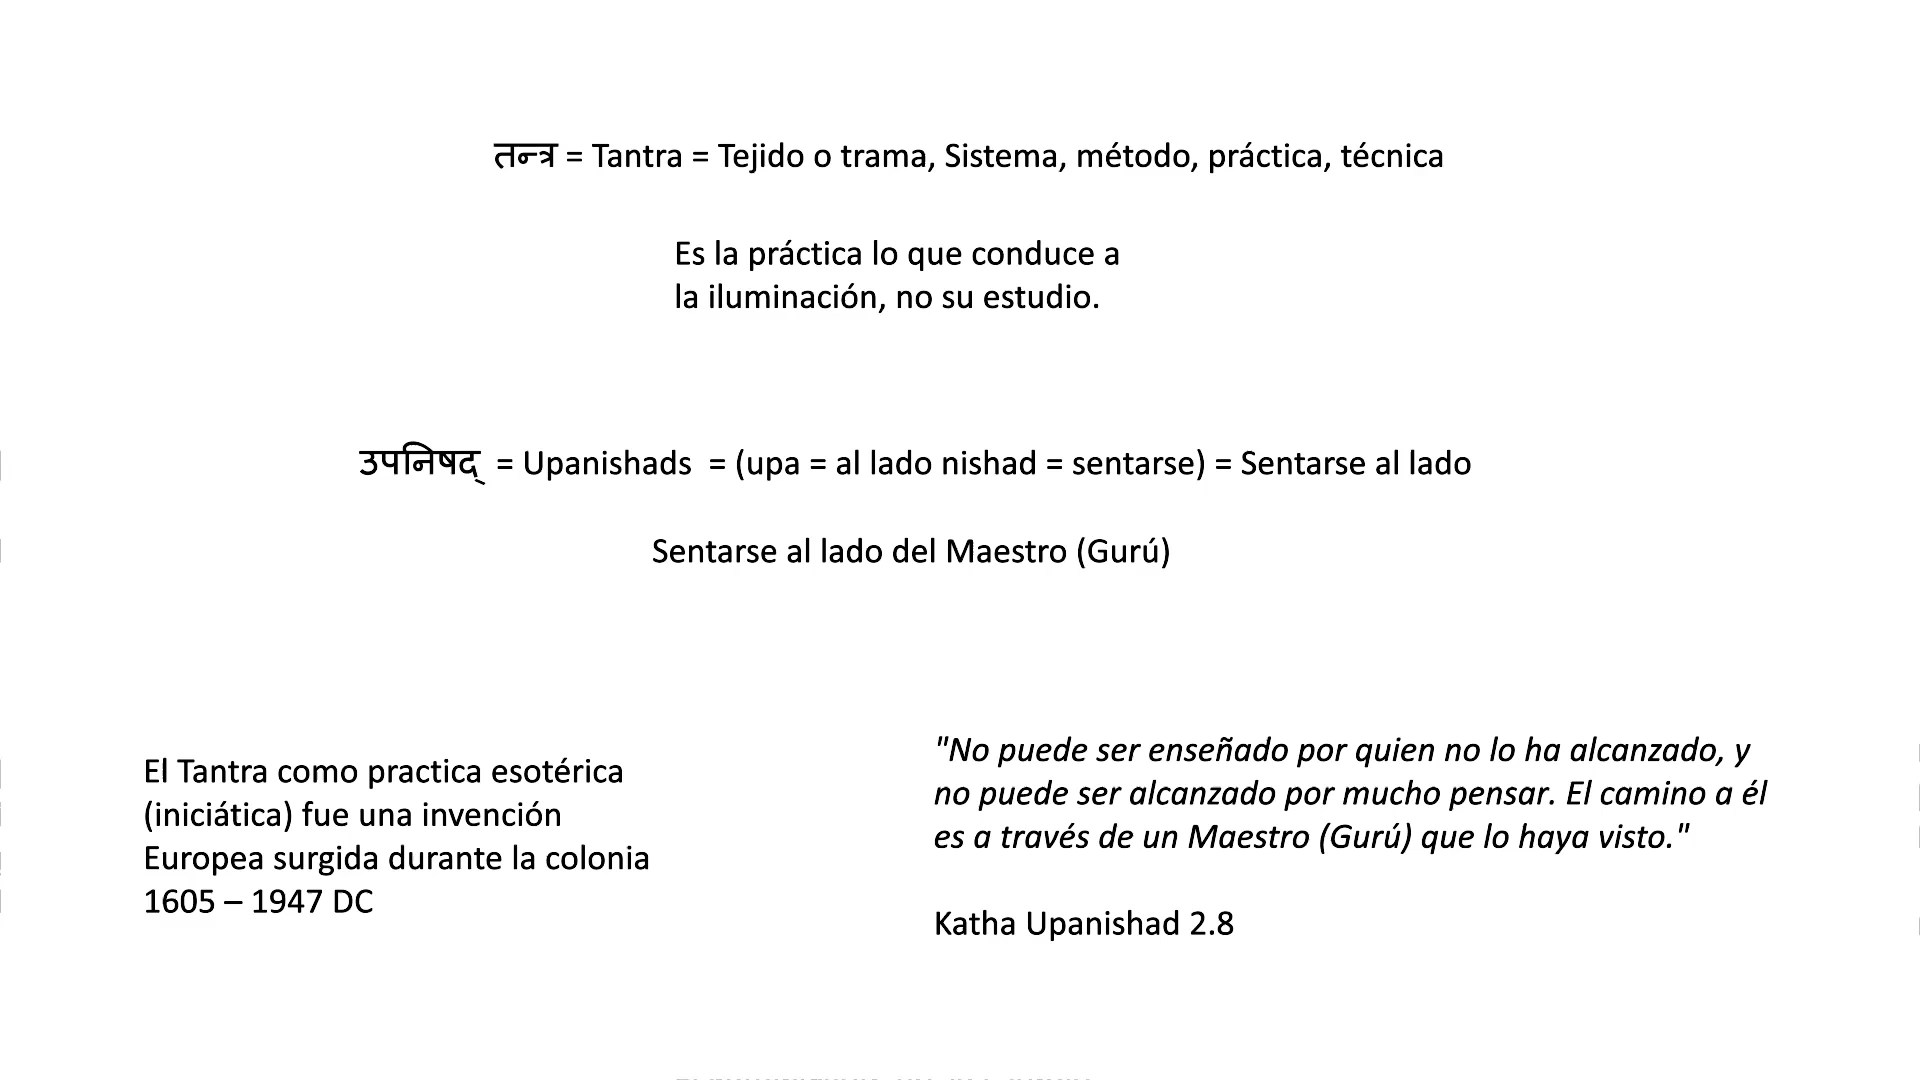 तन्त्र = Tantra = Tejido o trama, Sistema, método, práctica, técnica
Es la práctica lo que conduce a
la iluminación, no su estudio.
उपनिषद् = Upanishads = (upa = al lado nishad = sentarse) = Sentarse al lado
Sentarse al lado del Maestro (Gurú)
El Tantra como practica esotérica
(iniciática) fue una invención
Europea surgida durante la colonia
1605 – 1947 DC
"No puede ser enseñado por quien no lo ha alcanzado, y
no puede ser alcanzado por mucho pensar. El camino a él
es a través de un Maestro (Gurú) que lo haya visto."
Katha Upanishad 2.8